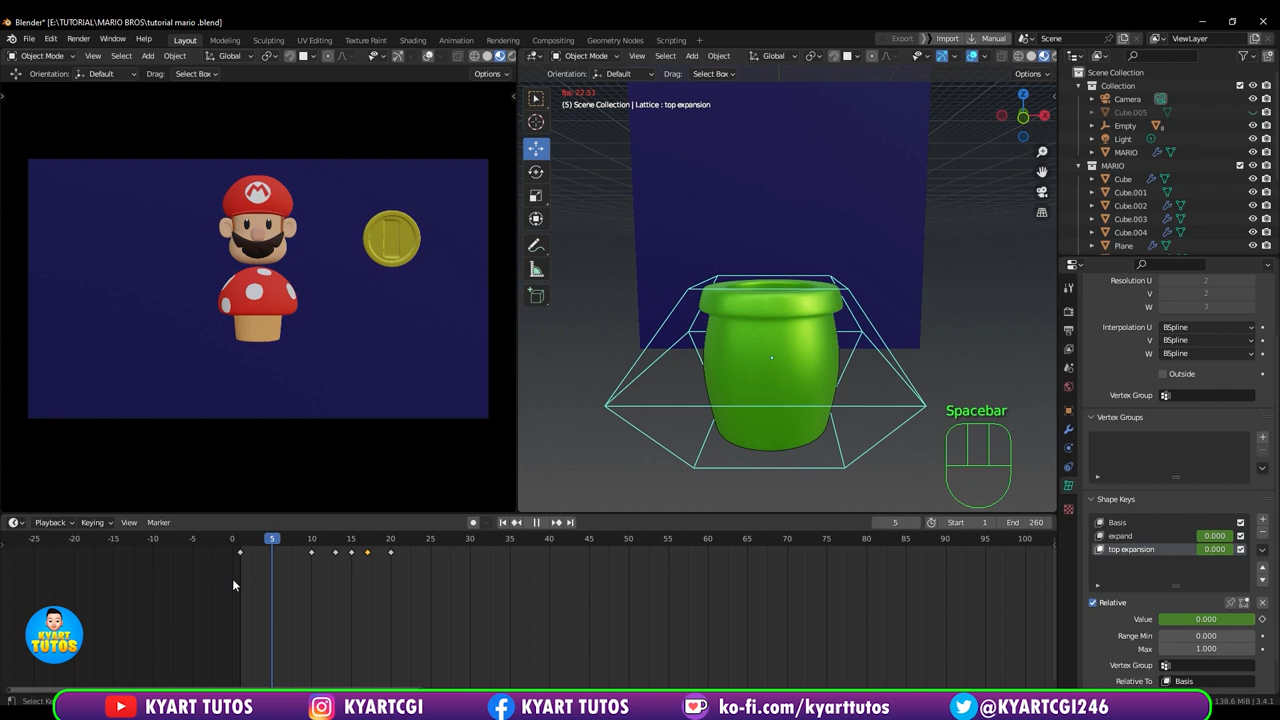 Blender* [E:\TUTORIAL\MARIO BROS\tutorial mario .blend]
File Edit Render Window Help Layout Modeling Sculpting UV Editing Texture Paint Shading Animation Rendering Compositing Geometry Nodes Scripting Export Import Manual Scene ViewLayer
Object Mode View Select Add Object Global Object Mode View Select Add Object Global
Orientation: Default Drag: Select Box Options Orientation: Default Drag: Select Box Options
Scene Collection
Collection
Camera
Cube.005
Empty 8
Light
MARIO
MARIO
Cube
Cube.001
Cube.002
Cube.003
Cube.004
Plane
fps: 22.51
(5) Scene Collection | Lattice : top expansion
Z
X
M
Spacebar
Resolution U 2
V 2
W 3
Interpolation U BSpline
V BSpline
W BSpline
Outside
Vertex Group
Vertex Groups
Shape Keys
Basis
expand 0.000
top expansion 0.000
Relative
Value 0.000
Range Min 0.000
Max 1.000
Vertex Group
Relative To Basis
Playback Keying View Marker 5 Start 1 End 260
-25 -20 -15 -10 -5 0 5 10 15 20 25 30 35 40 45 50 55 60 65 70 75 80 85 90 95 100
KYART
TUTOS
138.6 MiB | 3.4.1
KYART TUTOS KYARTCGI KYART TUTOS ko-fi.com/kyarttutos @KYARTCGI246